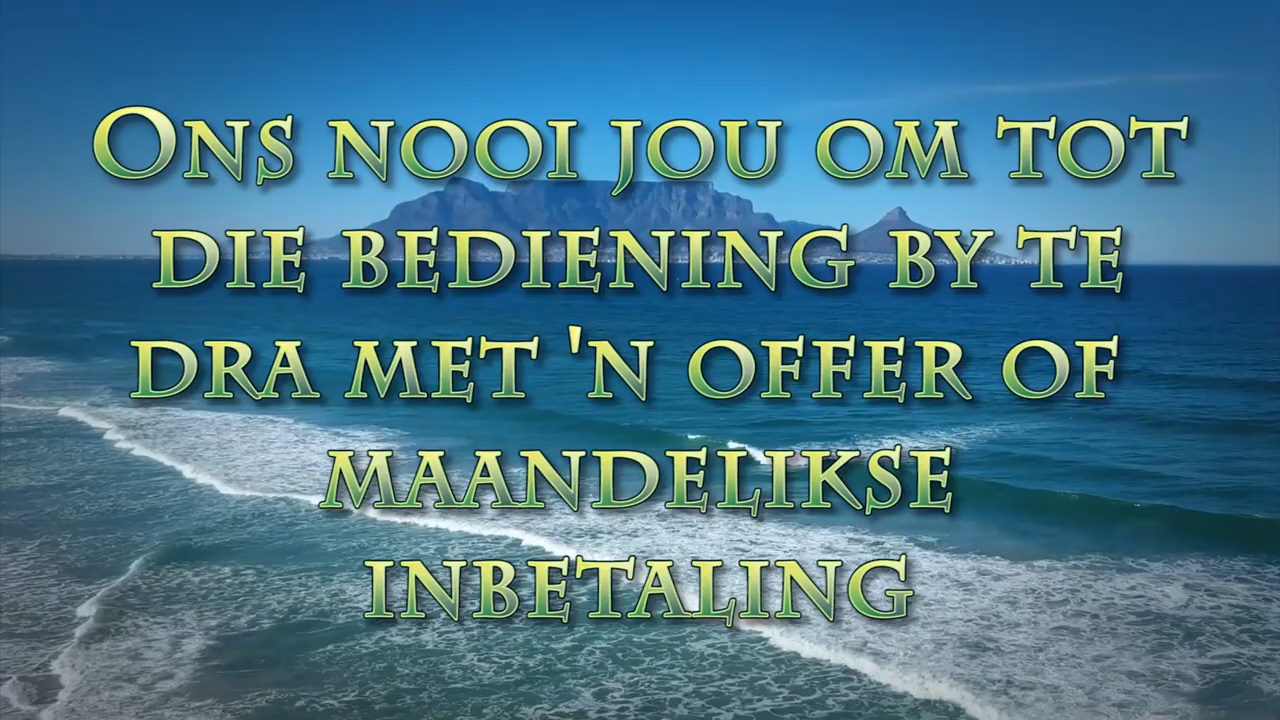 Ons nooi jou om tot
die bediening by te
dra met 'n offer of
maandelikse
inbetaling